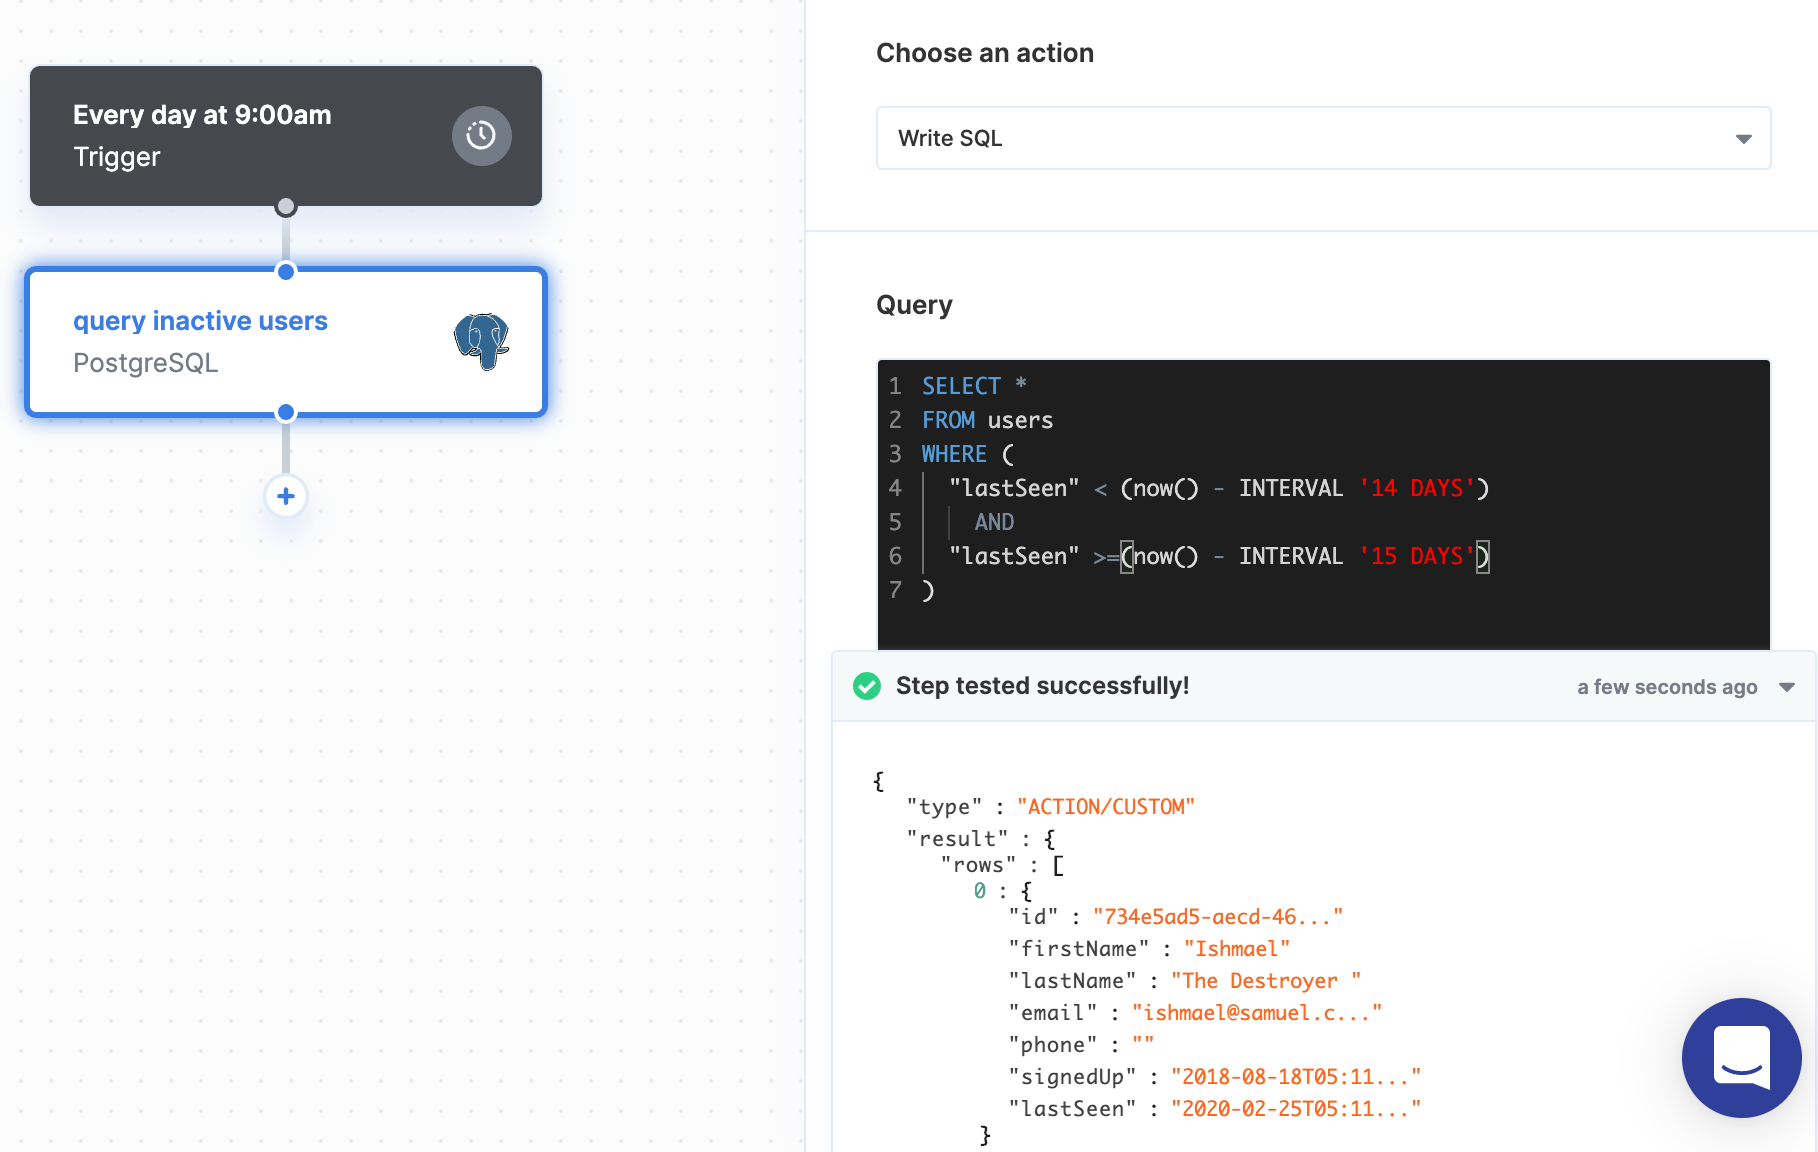 Every day at 9:00am
Trigger
query inactive users
PostgreSQL
Choose an action
Write SQL
Query
1 SELECT *
2 FROM users
3 WHERE (
4 "lastSeen" < (now() - INTERVAL '14 DAYS')
5 AND
6 "lastSeen" >=(now() - INTERVAL '15 DAYS')
7 )
Step tested successfully!
a few seconds ago
{
"type" : "ACTION/CUSTOM"
"result" : {
"rows" : [
0 : {
"id" : "734e5ad5-aecd-46..."
"firstName" : "Ishmael"
"lastName" : "The Destroyer "
"email" : "ishmael@samuel.c..."
"phone" : ""
"signedUp" : "2018-08-18T05:11..."
"lastSeen" : "2020-02-25T05:11..."
}